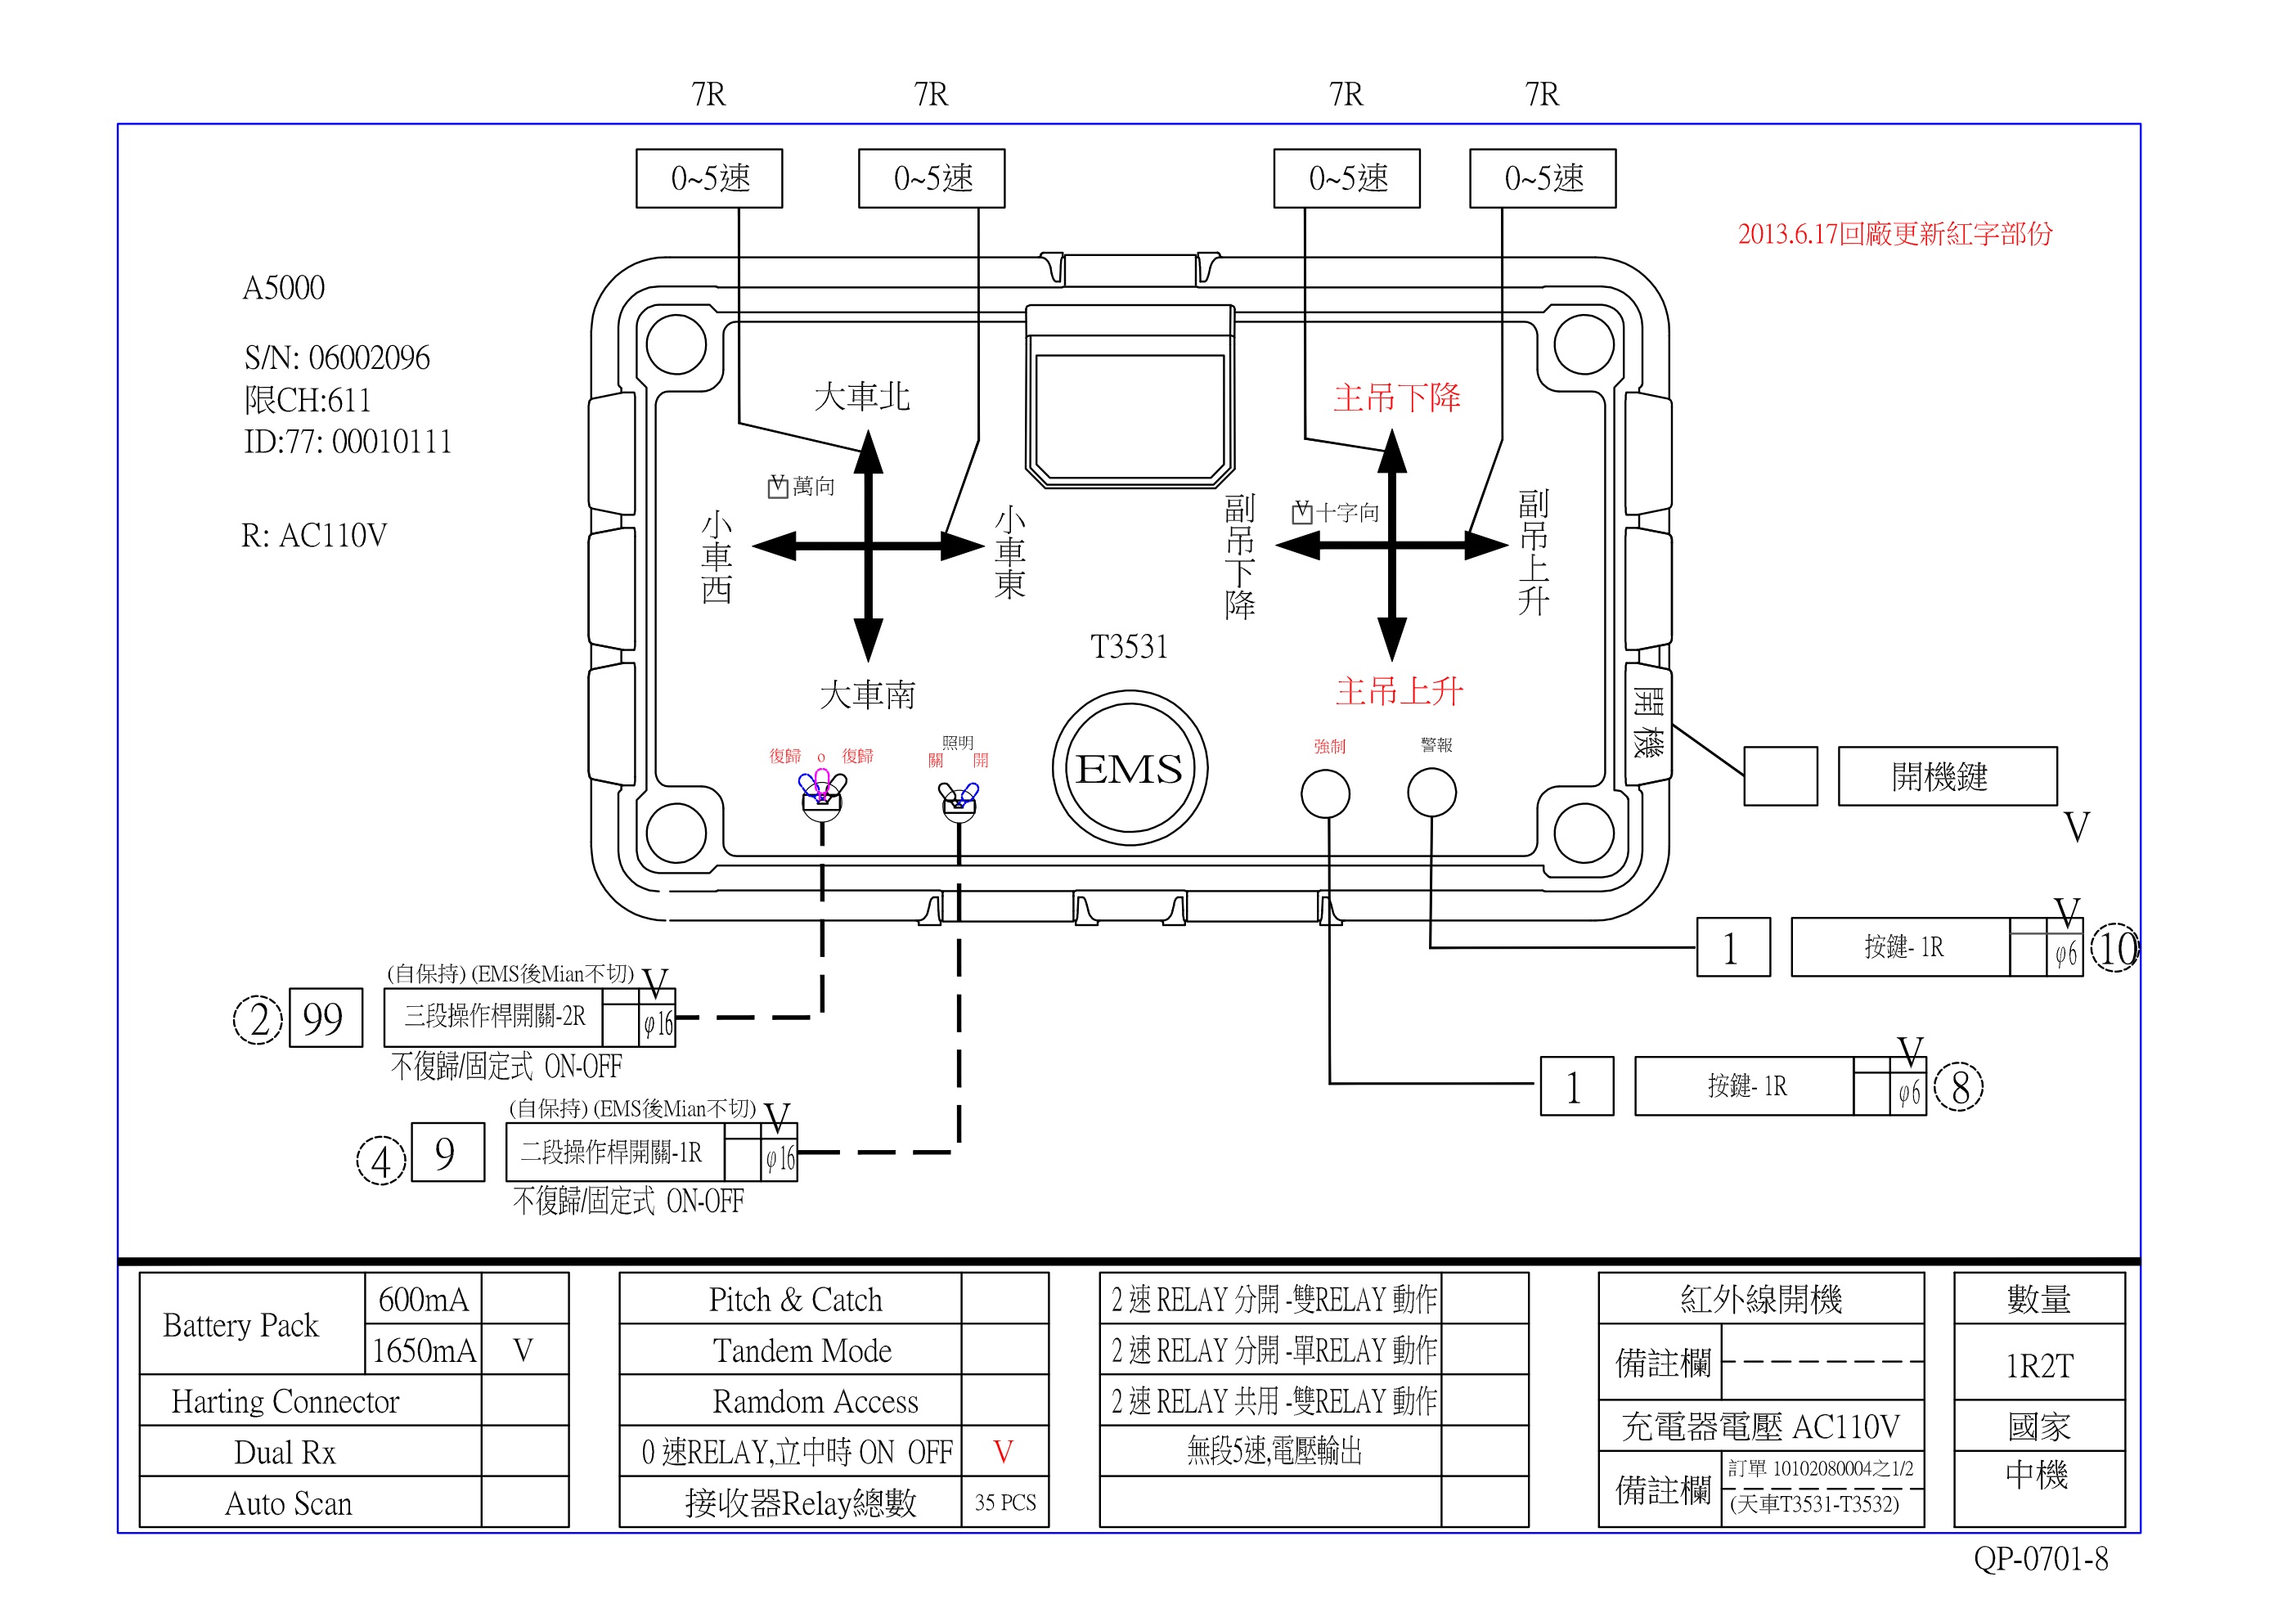 7R 7R 7R 7R
0~5速 0~5速 0~5速 0~5速
2013.6.17回廠更新紅字部份
A5000
S/N: 06002096
限CH:611
ID:77: 00010111
R: AC110V
大車北
V 萬向
小車西
小車東
大車南
主吊下降
V 十字向
副吊下降
副吊上升
主吊上升
T3531
EMS
復歸 o 復歸
照明
關 開
強制
警報
開機
開機鍵
V
V
1 按鍵- 1R φ6 10
V
1 按鍵- 1R φ6 8
(自保持) (EMS後Mian不切) V
2 99 三段操作桿開關-2R φ16
不復歸/固定式 ON-OFF
(自保持) (EMS後Mian不切) V
4 9 二段操作桿開關-1R φ16
不復歸/固定式 ON-OFF
Battery Pack
600mA
1650mA V
Harting Connector
Dual Rx
Auto Scan
Pitch & Catch
Tandem Mode
Ramdom Access
0 速RELAY,立中時 ON OFF V
接收器Relay總數 35 PCS
2 速 RELAY 分開 -雙RELAY 動作
2 速 RELAY 分開 -單RELAY 動作
2 速 RELAY 共用 -雙RELAY 動作
無段5速,電壓輸出
紅外線開機
備註欄
充電器電壓 AC110V
備註欄
訂單 10102080004之1/2
(天車T3531-T3532)
數量
1R2T
國家
中機
QP-0701-8